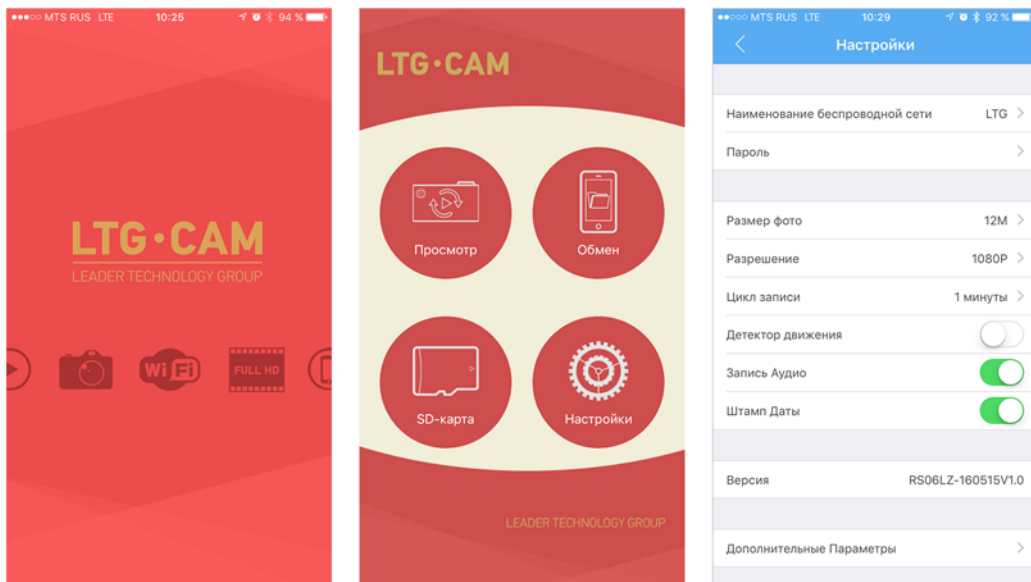 MTS RUS LTE 10:25 94 %
LTG·CAM
LEADER TECHNOLOGY GROUP
WiFi
FULL HD
LTG·CAM
Просмотр
Обмен
SD-карта
Настройки
LEADER TECHNOLOGY GROUP
MTS RUS LTE 10:29 92 %
Настройки
Наименование беспроводной сети LTG
Пароль
Размер фото 12M
Разрешение 1080P
Цикл записи 1 минуты
Детектор движения
Запись Аудио
Штамп Даты
Версия RS06LZ-160515V1.0
Дополнительные Параметры